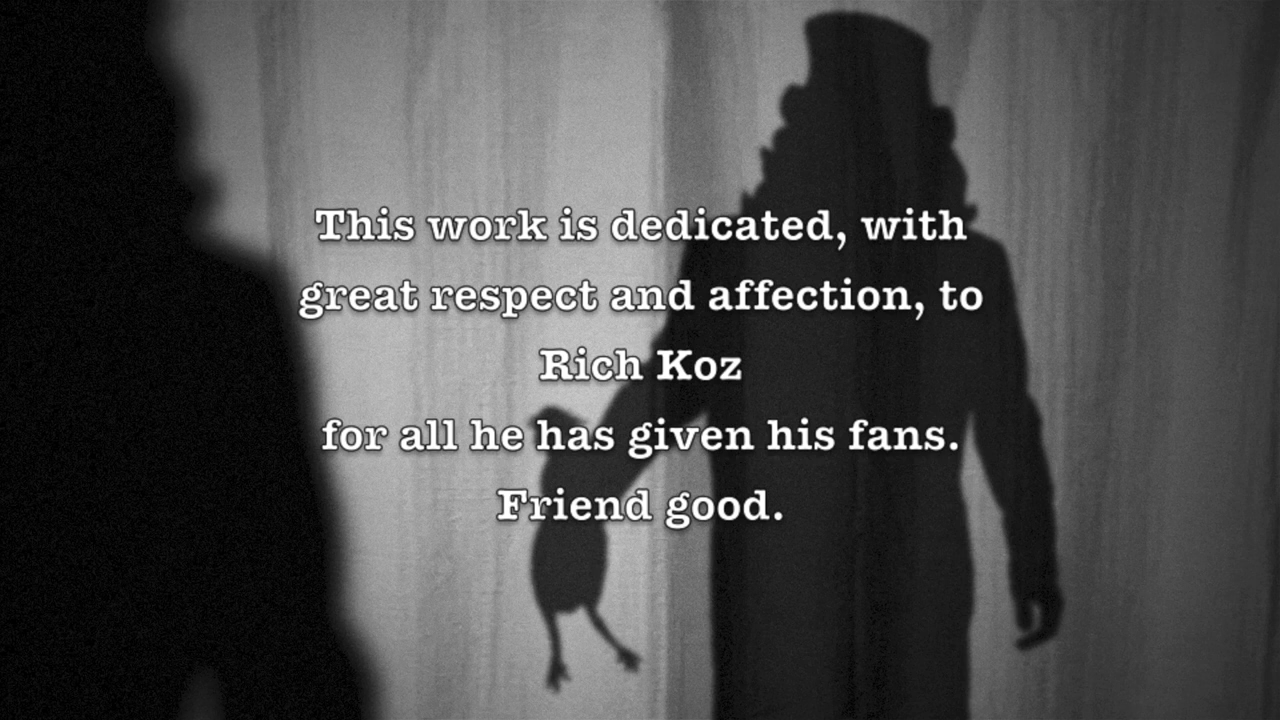 This work is dedicated, with
great respect and affection, to
Rich Koz
for all he has given his fans.
Friend good.